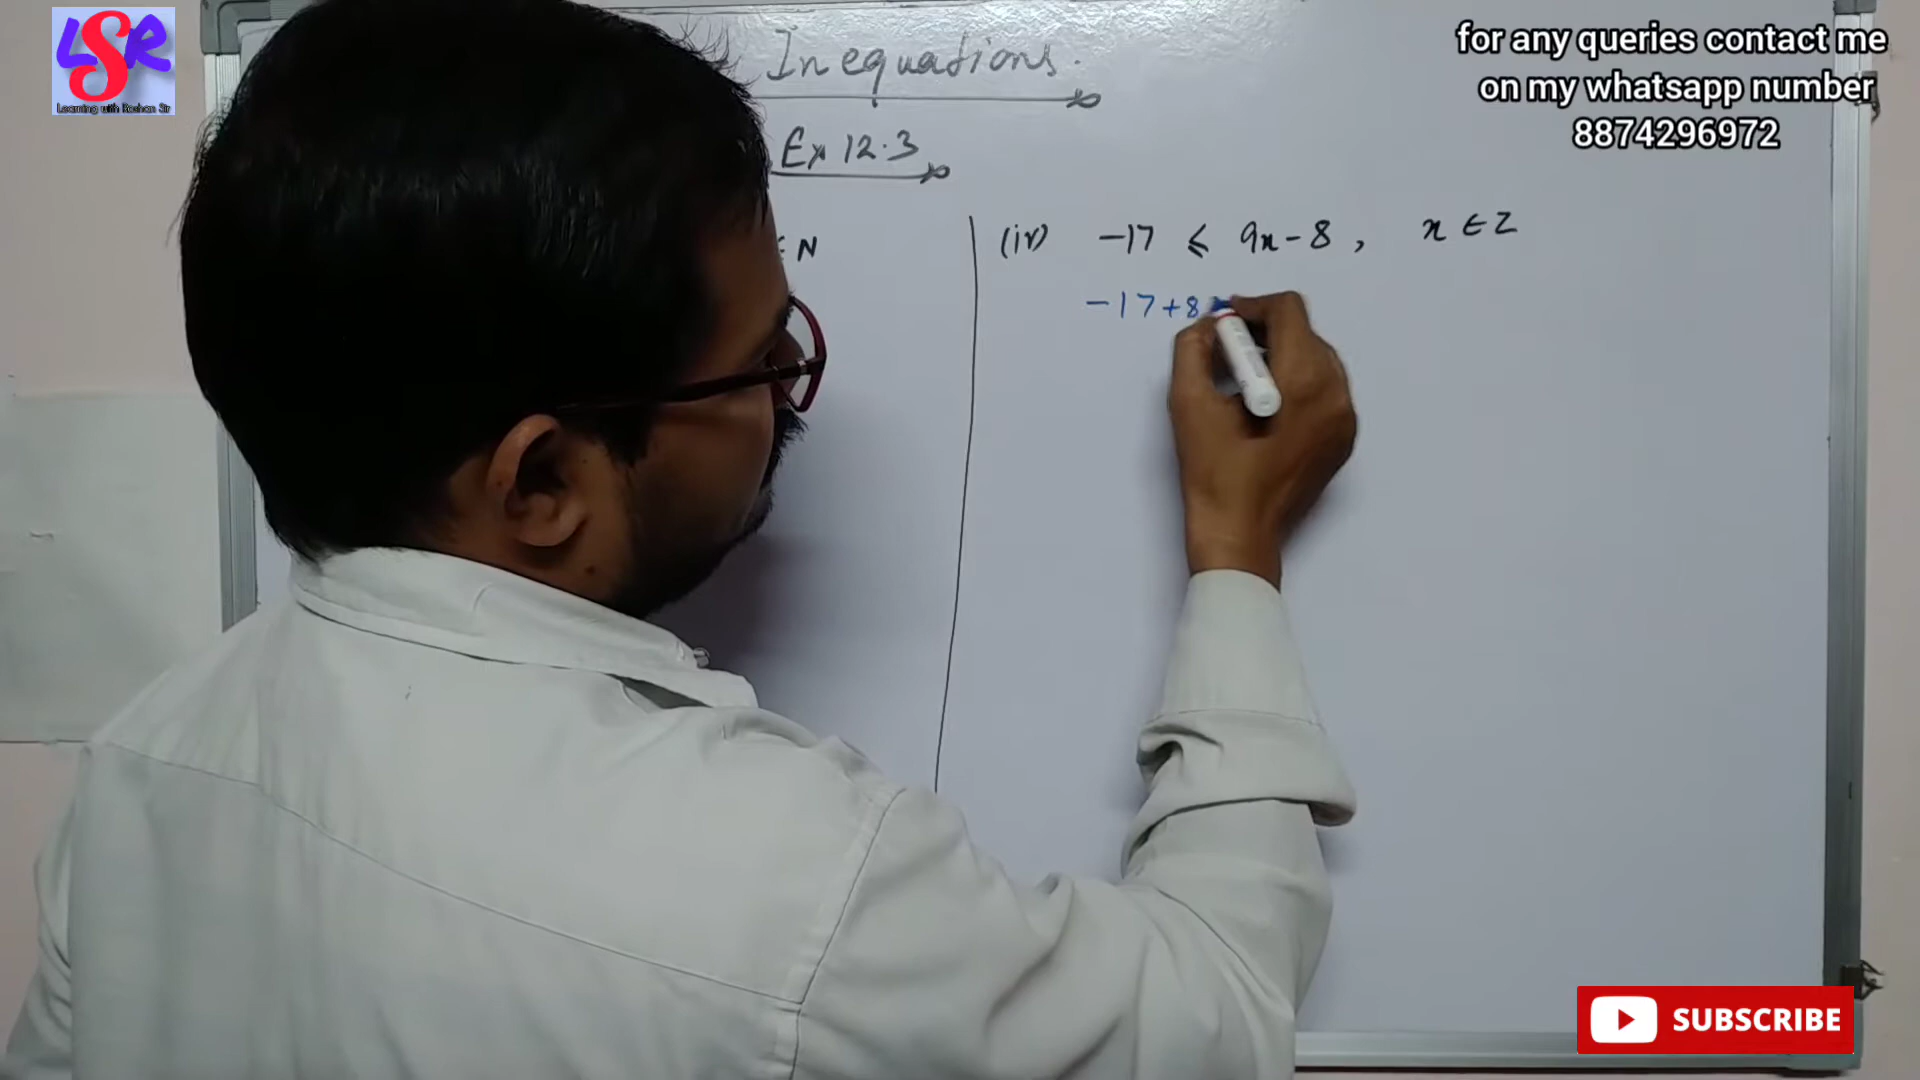 LSR
Learning with Roshan Sir
for any queries contact me
on my whatsapp number
8874296972
Inequations.
Ex 12.3
N
(iv) -17 ⩽ 9x-8, x ∈ Z
-17+8
SUBSCRIBE